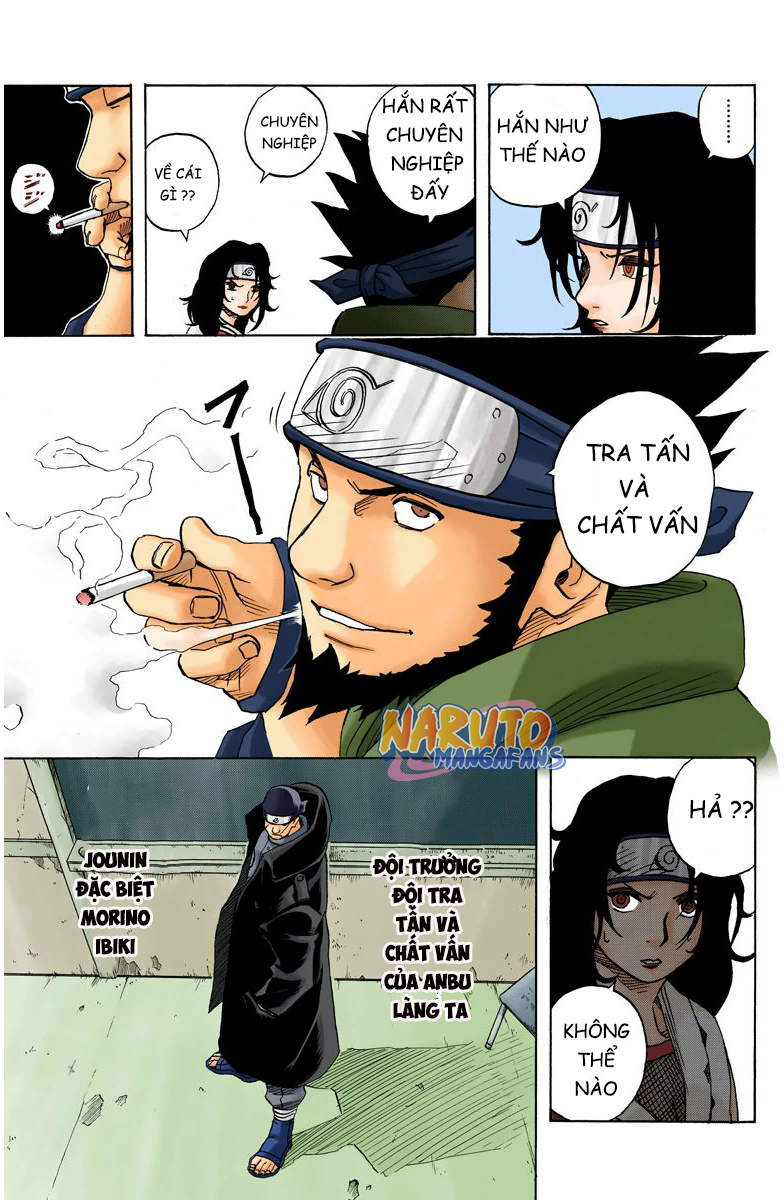 ………
HẮN NHƯ
THẾ NÀO
HẮN RẤT
CHUYÊN
NGHIỆP
ĐẤY
CHUYÊN
NGHIỆP
VỀ CÁI
GÌ ??
TRA TẤN
VÀ
CHẤT VẤN
NARUTO
MANGAFANS
HẢ ??
KHÔNG
THỂ
NÀO
ĐỘI TRƯỞNG
ĐỘI TRA
TẤN VÀ
CHẤT VẤN
CỦA ANBU
LÀNG TA
JOUNIN
ĐẶC BIỆT
MORINO
IBIKI